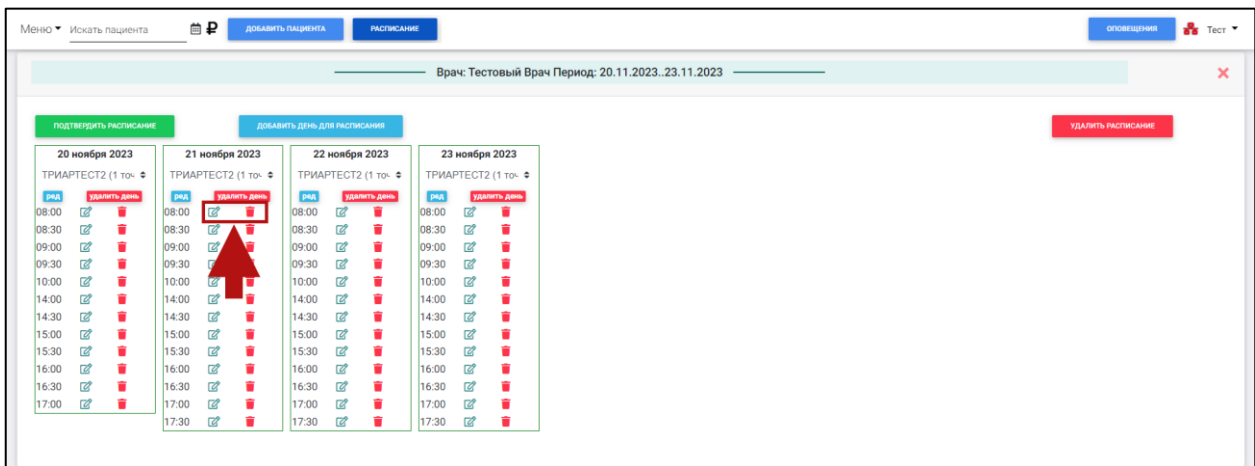 Меню Искать пациента ДОБАВИТЬ ПАЦИЕНТА РАСПИСАНИЕ ОПОВЕЩЕНИЯ Тест
Врач: Тестовый Врач Период: 20.11.2023..23.11.2023
ПОДТВЕРДИТЬ РАСПИСАНИЕ ДОБАВИТЬ ДЕНЬ ДЛЯ РАСПИСАНИЯ УДАЛИТЬ РАСПИСАНИЕ
20 ноября 2023 21 ноября 2023 22 ноября 2023 23 ноября 2023
ТРИАРТЕСТ2 (1 точ ТРИАРТЕСТ2 (1 точ ТРИАРТЕСТ2 (1 точ ТРИАРТЕСТ2 (1 точ
ред удалить день ред удалить день ред удалить день ред удалить день
08:00 08:00 08:00 08:00
08:30 08:30 08:30 08:30
09:00 09:00 09:00 09:00
09:30 09:30 09:30 09:30
10:00 10:00 10:00 10:00
14:00 14:00 14:00 14:00
14:30 14:30 14:30 14:30
15:00 15:00 15:00 15:00
15:30 15:30 15:30 15:30
16:00 16:00 16:00 16:00
16:30 16:30 16:30 16:30
17:00 17:00 17:00 17:00
17:30 17:30 17:30